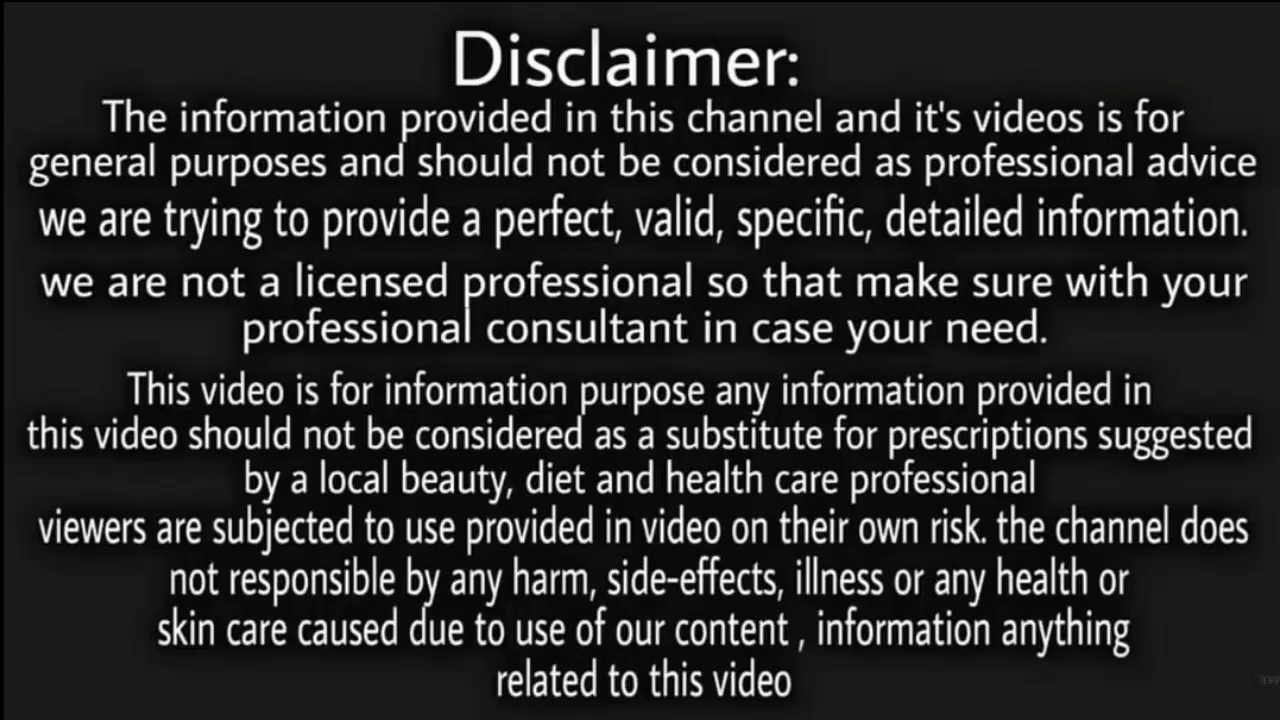 Disclaimer:
The information provided in this channel and it's videos is for
general purposes and should not be considered as professional advice
we are trying to provide a perfect, valid, specific, detailed information.
we are not a licensed professional so that make sure with your
professional consultant in case your need.
This video is for information purpose any information provided in
this video should not be considered as a substitute for prescriptions suggested
by a local beauty, diet and health care professional
viewers are subjected to use provided in video on their own risk. the channel does
not responsible by any harm, side-effects, illness or any health or
skin care caused due to use of our content , information anything
related to this video